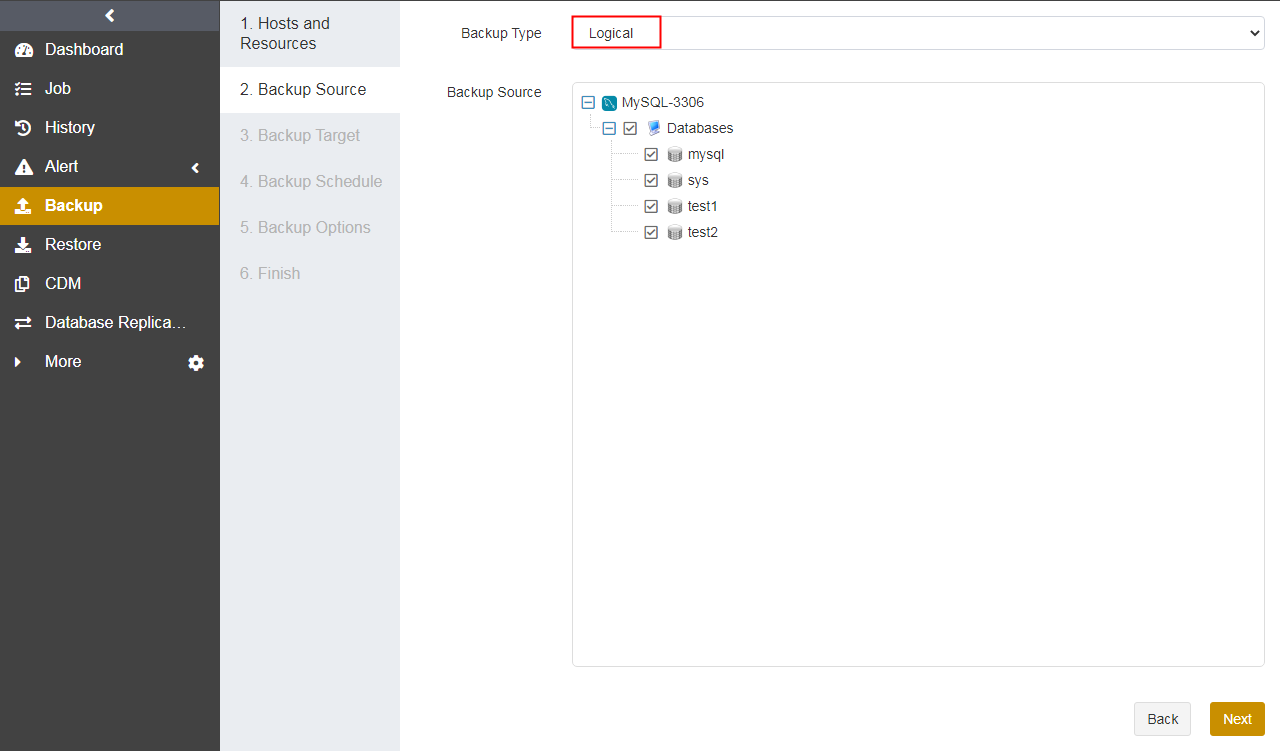 Dashboard
Job
History
Alert
Backup
Restore
CDM
Database Replica…
More
1. Hosts and
Resources
2. Backup Source
3. Backup Target
4. Backup Schedule
5. Backup Options
6. Finish
Backup Type
Logical
Backup Source
MySQL-3306
Databases
mysql
sys
test1
test2
Back
Next